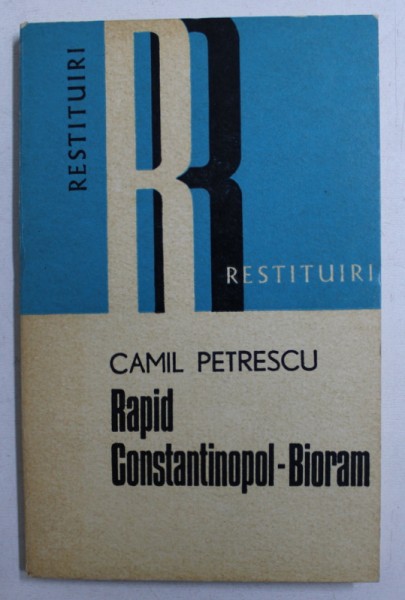 RESTITUIRI
R
RESTITUIRI
CAMIL PETRESCU
Rapid
Constantinopol-Bioram